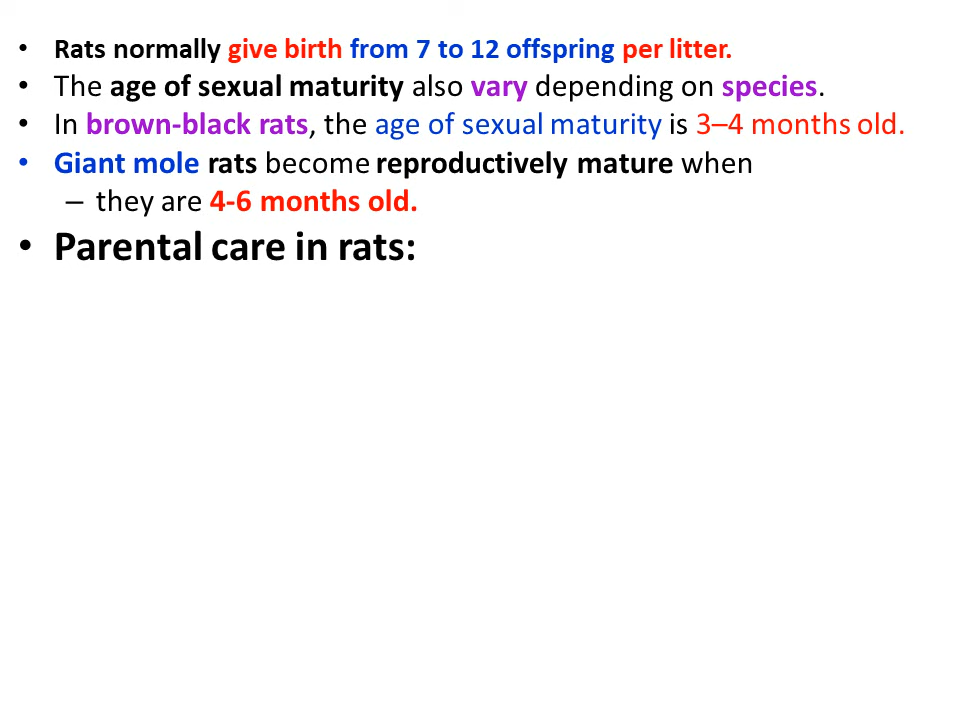 • Rats normally give birth from 7 to 12 offspring per litter.
• The age of sexual maturity also vary depending on species.
• In brown-black rats, the age of sexual maturity is 3–4 months old.
• Giant mole rats become reproductively mature when
– they are 4-6 months old.
• Parental care in rats: